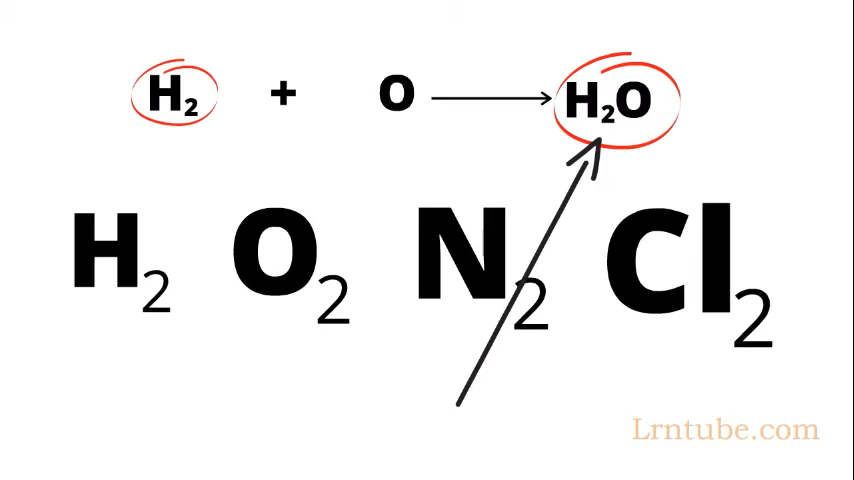 H₂ + O → H₂O
H₂ O₂ N₂ Cl₂
Lrntube.com